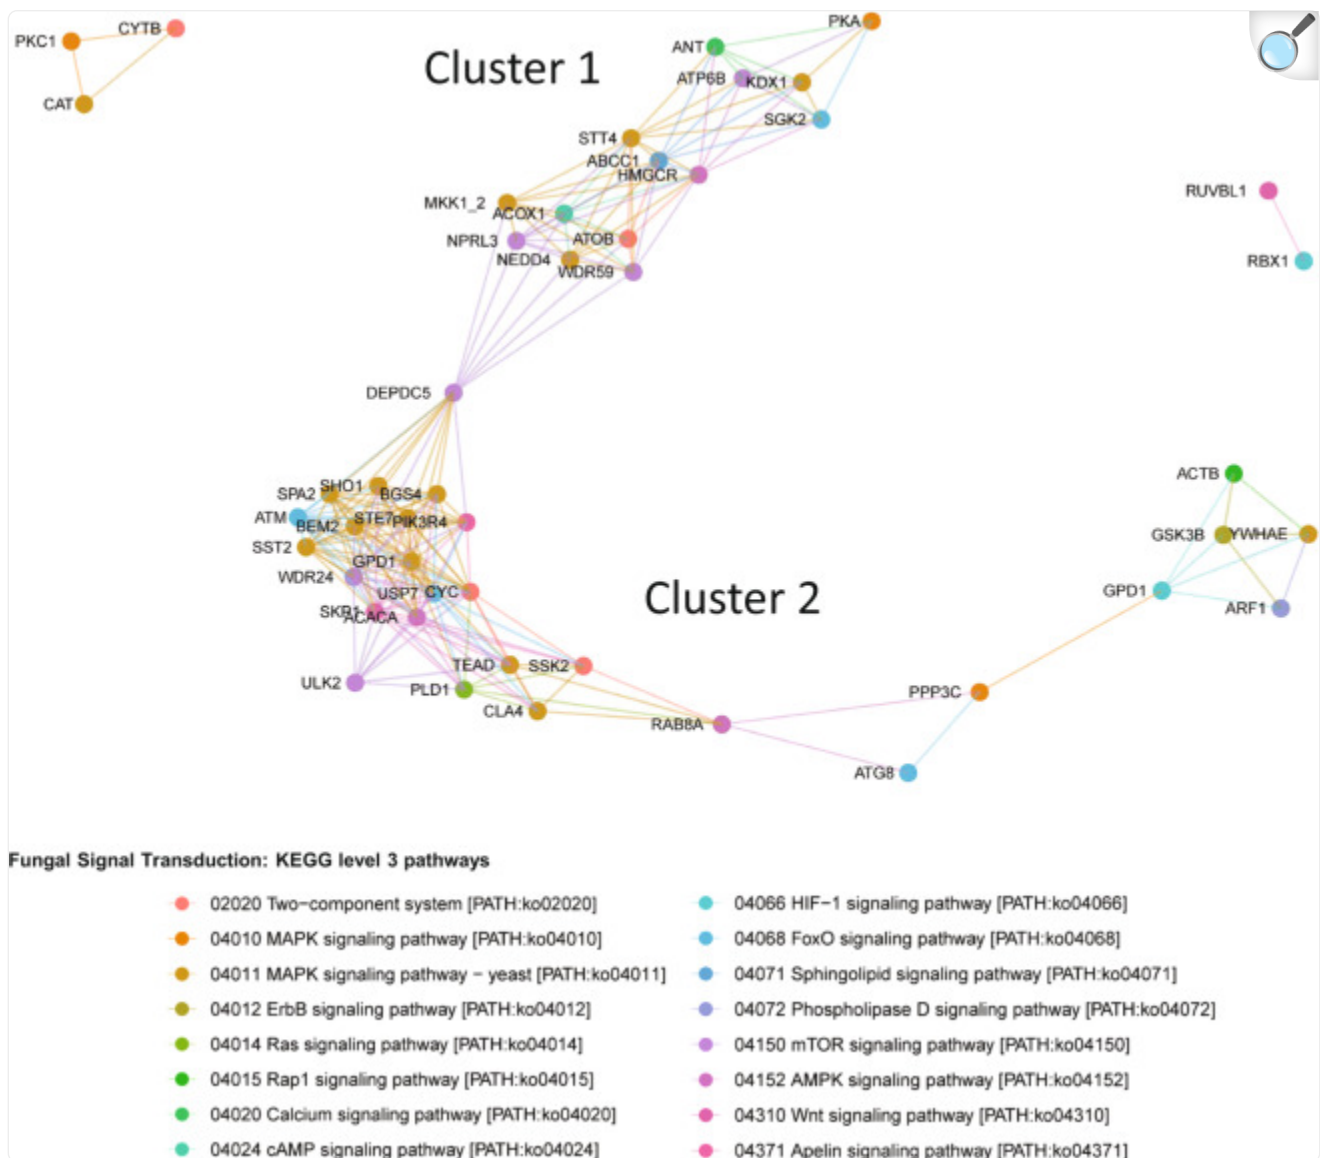 PKC1
CYTB
CAT
Cluster 1
PKA
ANT
ATP6B
KDX1
SGK2
STT4
ABCC1
HMGCR
MKK1_2
ACOX1
NPRL3
ATOB
NEDD4
WDR59
RUVBL1
RBX1
DEPDC5
SPA2
SHO1
BGS4
ATM
BEM2
STE7
PIK3R4
SST2
GPD1
WDR24
USP7
CYC
SKP1
ACACA
ULK2
PLD1
TEAD
SSK2
CLA4
Cluster 2
RAB8A
PPP3C
ATG8
ACTB
GSK3B
YWHAE
GPD1
ARF1
Fungal Signal Transduction: KEGG level 3 pathways
02020 Two−component system [PATH:ko02020]
04010 MAPK signaling pathway [PATH:ko04010]
04011 MAPK signaling pathway − yeast [PATH:ko04011]
04012 ErbB signaling pathway [PATH:ko04012]
04014 Ras signaling pathway [PATH:ko04014]
04015 Rap1 signaling pathway [PATH:ko04015]
04020 Calcium signaling pathway [PATH:ko04020]
04024 cAMP signaling pathway [PATH:ko04024]
04066 HIF−1 signaling pathway [PATH:ko04066]
04068 FoxO signaling pathway [PATH:ko04068]
04071 Sphingolipid signaling pathway [PATH:ko04071]
04072 Phospholipase D signaling pathway [PATH:ko04072]
04150 mTOR signaling pathway [PATH:ko04150]
04152 AMPK signaling pathway [PATH:ko04152]
04310 Wnt signaling pathway [PATH:ko04310]
04371 Apelin signaling pathway [PATH:ko04371]